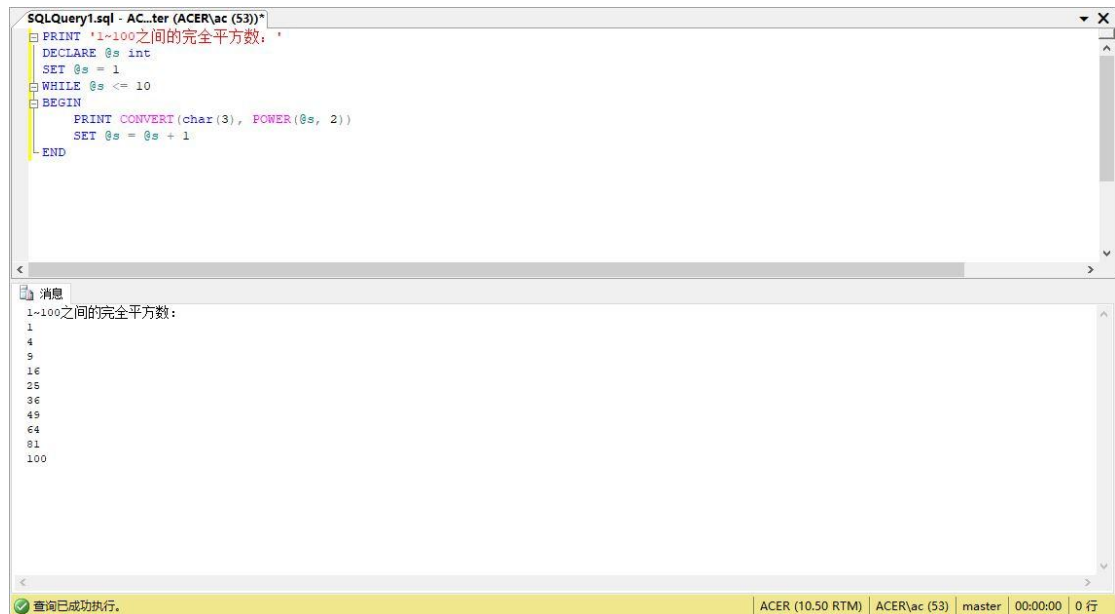 SQLQuery1.sql - AC...ter (ACER\ac (53))*
PRINT '1~100之间的完全平方数：'
DECLARE @s int
SET @s = 1
WHILE @s <= 10
BEGIN
PRINT CONVERT(char(3), POWER(@s, 2))
SET @s = @s + 1
END
消息
1~100之间的完全平方数：
1
4
9
16
25
36
49
64
81
100
查询已成功执行。 ACER (10.50 RTM) ACER\ac (53) master 00:00:00 0 行